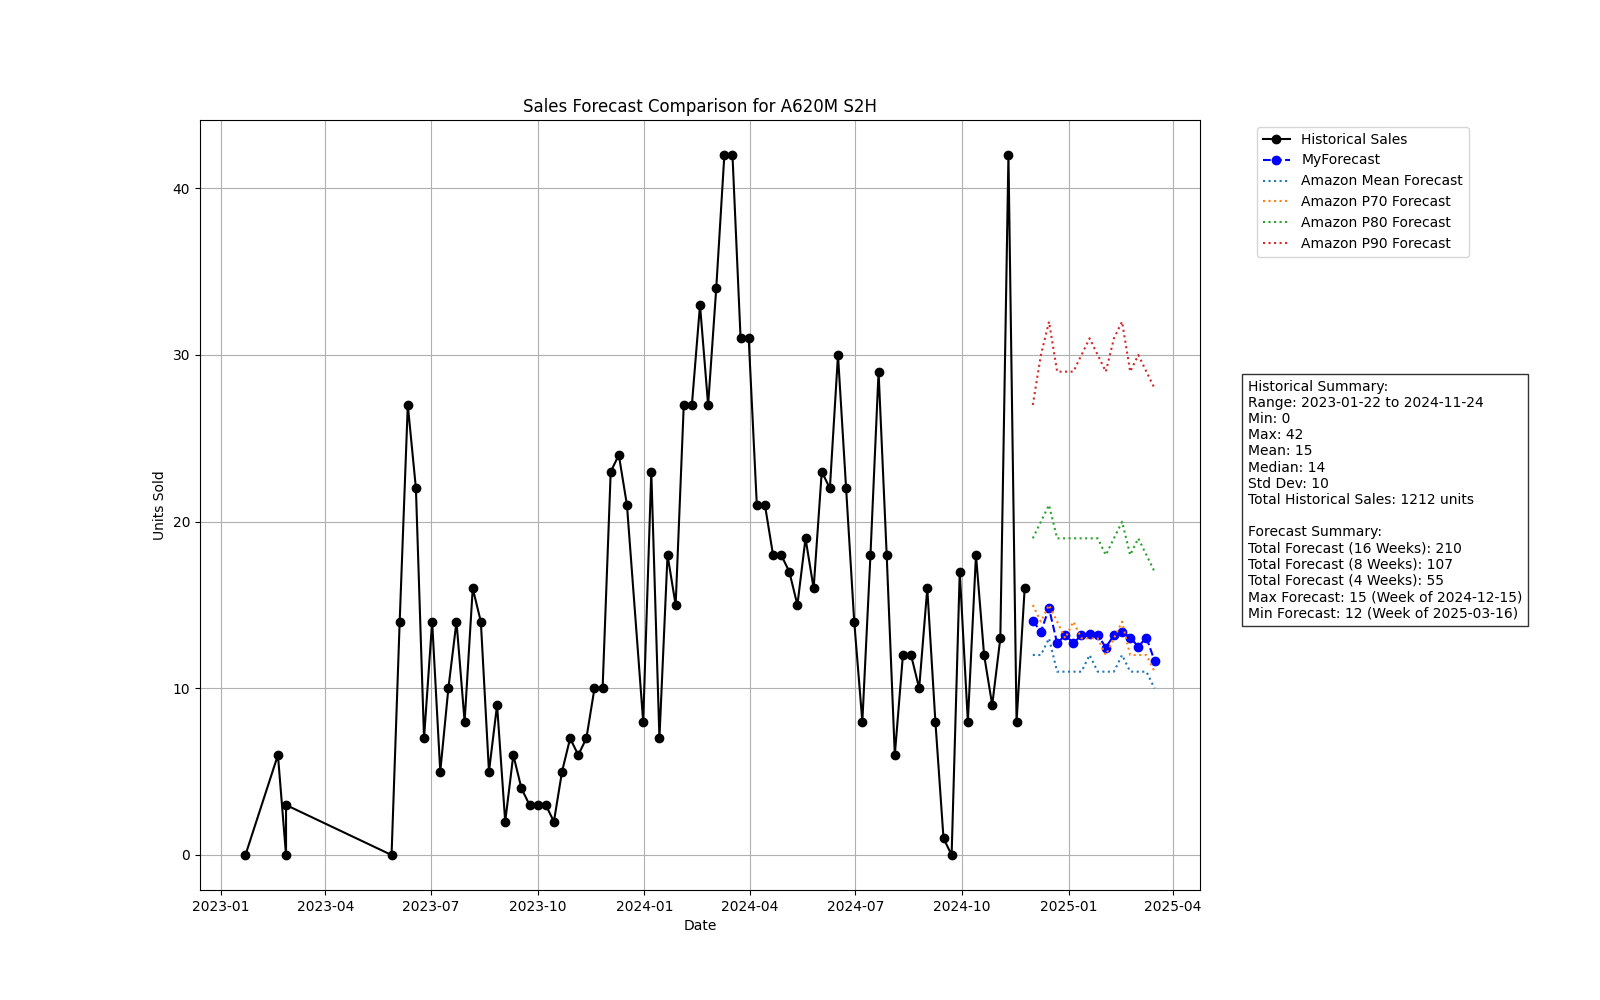 Sales Forecast Comparison for A620M S2H
Historical Sales
MyForecast
Amazon Mean Forecast
Amazon P70 Forecast
Amazon P80 Forecast
Amazon P90 Forecast
Units Sold
40
30
20
10
0
Historical Summary:
Range: 2023-01-22 to 2024-11-24
Min: 0
Max: 42
Mean: 15
Median: 14
Std Dev: 10
Total Historical Sales: 1212 units
Forecast Summary:
Total Forecast (16 Weeks): 210
Total Forecast (8 Weeks): 107
Total Forecast (4 Weeks): 55
Max Forecast: 15 (Week of 2024-12-15)
Min Forecast: 12 (Week of 2025-03-16)
2023-01 2023-04 2023-07 2023-10 2024-01 2024-04 2024-07 2024-10 2025-01 2025-04
Date